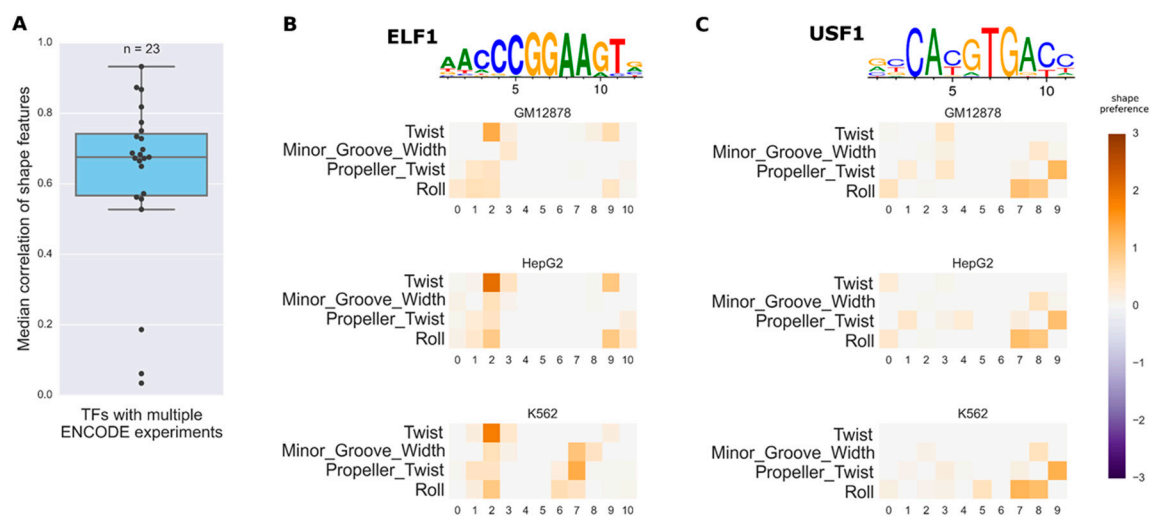 A
n = 23
1.0
0.8
0.6
0.4
0.2
0.0
Median correlation of shape features
TFs with multiple
ENCODE experiments
B
ELF1
AACCCGGAAGTG
5 10
GM12878
Twist
Minor_Groove_Width
Propeller_Twist
Roll
0 1 2 3 4 5 6 7 8 9 10
HepG2
Twist
Minor_Groove_Width
Propeller_Twist
Roll
0 1 2 3 4 5 6 7 8 9 10
K562
Twist
Minor_Groove_Width
Propeller_Twist
Roll
0 1 2 3 4 5 6 7 8 9 10
C
USF1
GCCACGTGACC
5 10
GM12878
Twist
Minor_Groove_Width
Propeller_Twist
Roll
0 1 2 3 4 5 6 7 8 9
HepG2
Twist
Minor_Groove_Width
Propeller_Twist
Roll
0 1 2 3 4 5 6 7 8 9
K562
Twist
Minor_Groove_Width
Propeller_Twist
Roll
0 1 2 3 4 5 6 7 8 9
shape
preference
3
2
1
0
−1
−2
−3